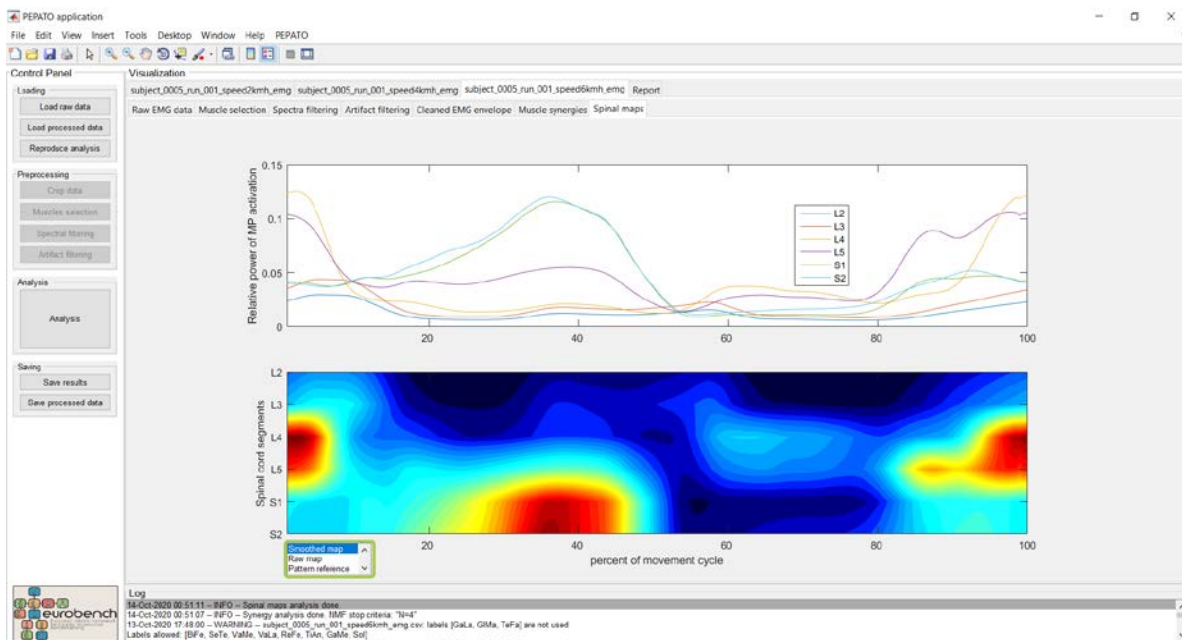 PEPATO application
File Edit View Insert Tools Desktop Window Help PEPATO
Control Panel
Loading
Load raw data
Load processed data
Reproduce analysis
Preprocessing
Crop data
Muscles selection
Spectral filtering
Artifact filtering
Analysis
Analysis
Saving
Save results
Save processed data
Visualization
subject_0005_run_001_speed2kmh_emg subject_0005_run_001_speed4kmh_emg subject_0005_run_001_speed6kmh_emg Report
Raw EMG data Muscle selection Spectra filtering Artifact filtering Cleaned EMG envelope Muscle synergies Spinal maps
Relative power of MP activation
0.15
0.1
0.05
0
20 40 60 80 100
L2
L3
L4
L5
S1
S2
Spinal cord segments
L2
L3
L4
L5
S1
S2
20 40 60 80 100
percent of movement cycle
Smoothed map
Raw map
Pattern reference
eurobench
Log
14-Oct-2020 00:51:11 -- INFO -- Spinal maps analysis done
14-Oct-2020 00:51:07 -- INFO -- Synergy analysis done. NMF stop criteria: "N=4"
13-Oct-2020 17:48:00 -- WARNING -- subject_0005_run_001_speed6kmh_emg.csv: labels [GaLa, GlMa, TeFa] are not used
Labels allowed: [BiFe, SeTe, VaMe, VaLa, ReFe, TiAn, GaMe, Sol]